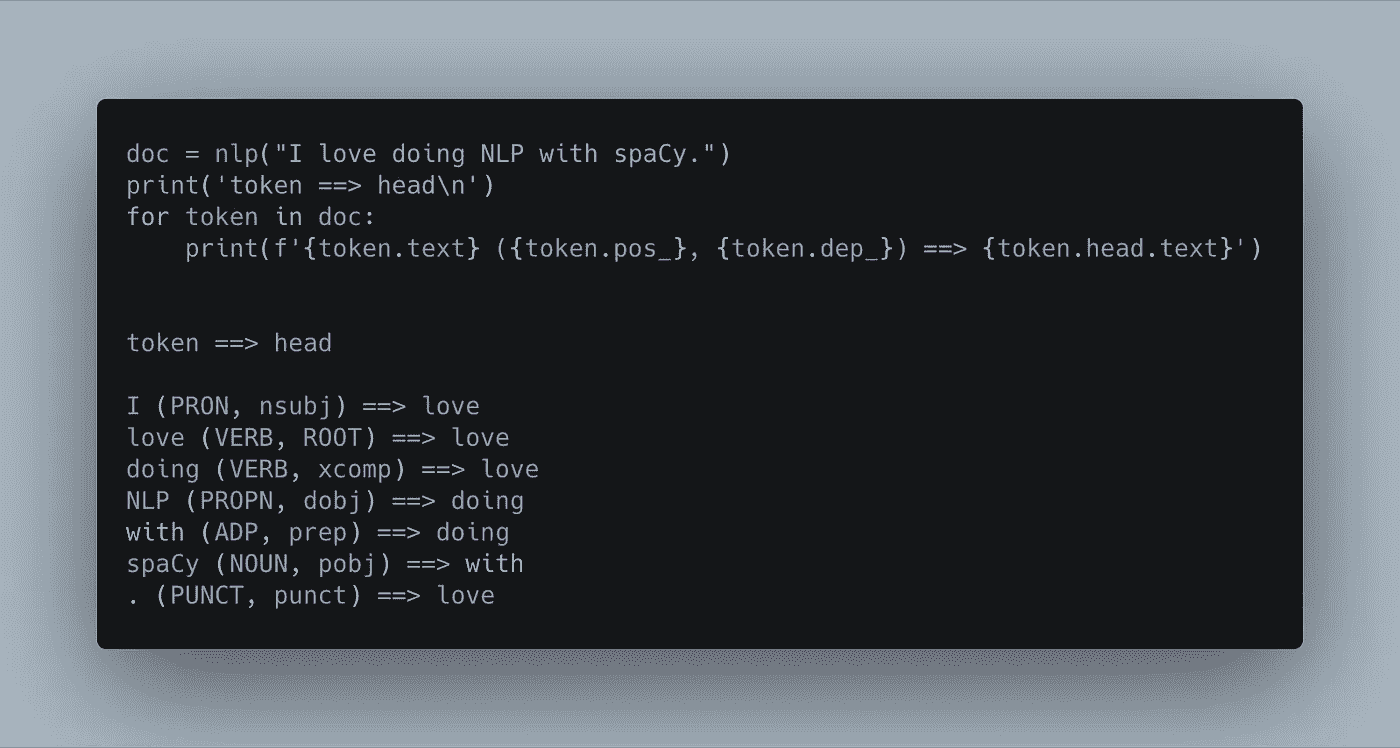 doc = nlp("I love doing NLP with spaCy.")
print('token ==> head\n')
for token in doc:
    print(f'{token.text} ({token.pos_}, {token.dep_}) ==> {token.head.text}')
token ==> head
I (PRON, nsubj) ==> love
love (VERB, ROOT) ==> love
doing (VERB, xcomp) ==> love
NLP (PROPN, dobj) ==> doing
with (ADP, prep) ==> doing
spaCy (NOUN, pobj) ==> with
. (PUNCT, punct) ==> love